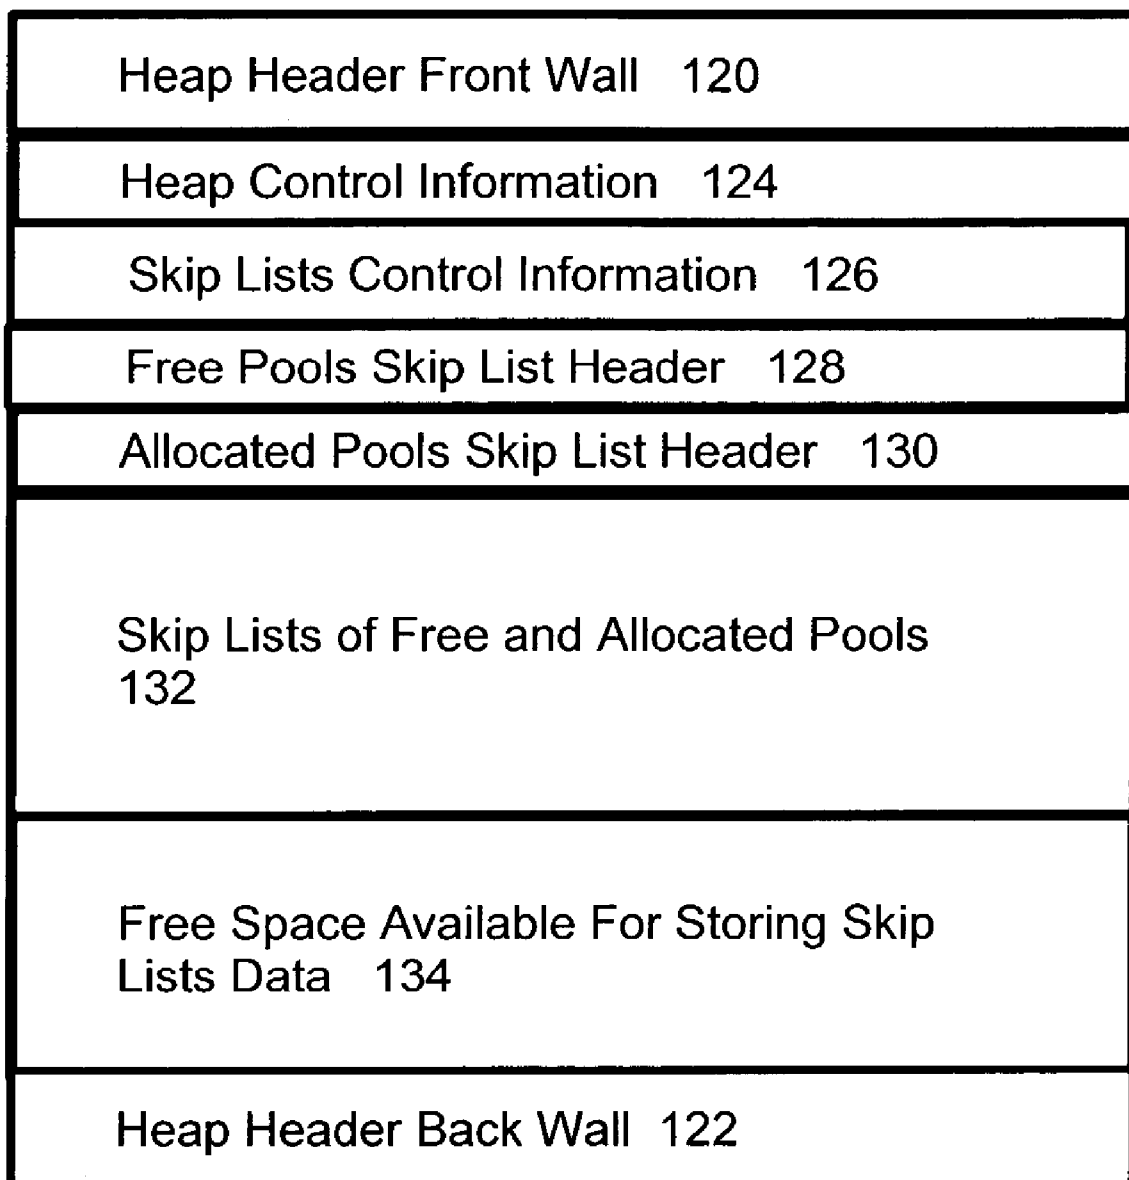 Heap Header Front Wall 120
Heap Control Information 124
Skip Lists Control Information 126
Free Pools Skip List Header 128
Allocated Pools Skip List Header 130
Skip Lists of Free and Allocated Pools
132
Free Space Available For Storing Skip
Lists Data 134
Heap Header Back Wall 122